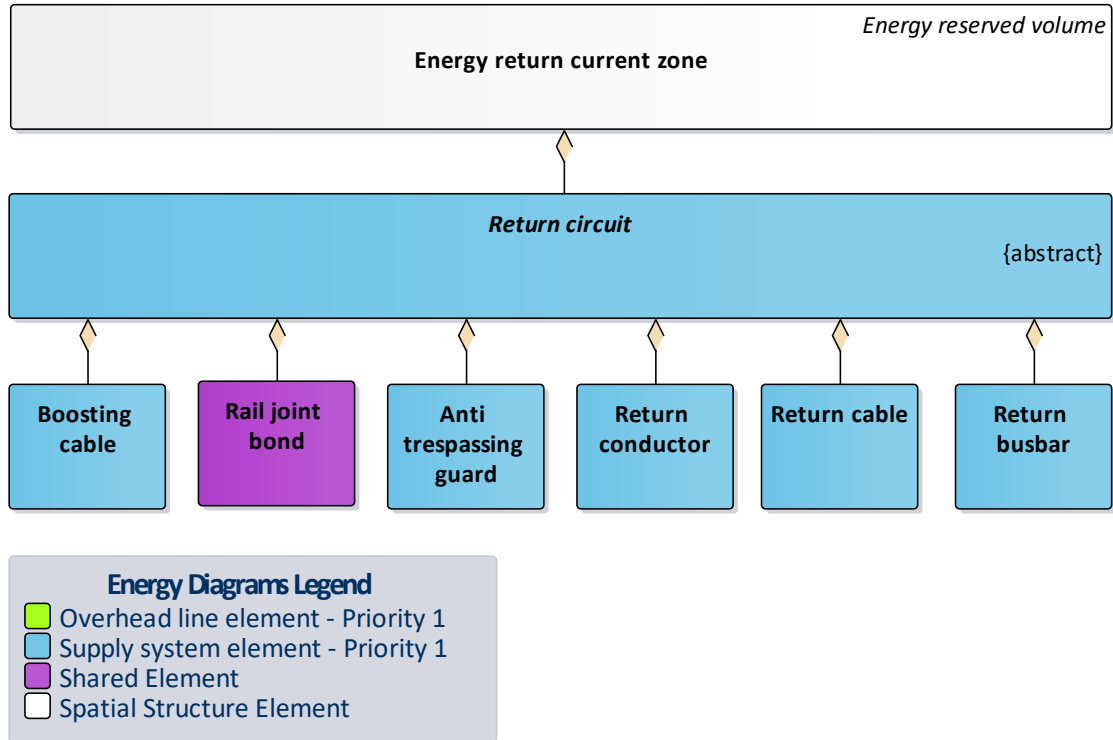 Energy reserved volume
Energy return current zone
Return circuit
{abstract}
Boosting
cable
Rail joint
bond
Anti
trespassing
guard
Return
conductor
Return cable
Return
busbar
Energy Diagrams Legend
Overhead line element - Priority 1
Supply system element - Priority 1
Shared Element
Spatial Structure Element